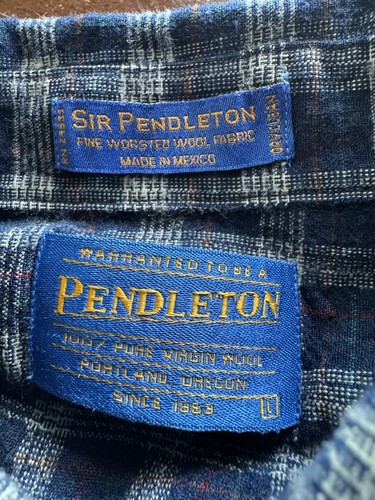 SIR PENDLETON
FINE WORSTED WOOL FABRIC
MADE IN MEXICO
DRYCLEAN
WARRANTED TO BE A
PENDLETON
100% PURE VIRGIN WOOL
PORTLAND, OREGON
SINCE 1863
L